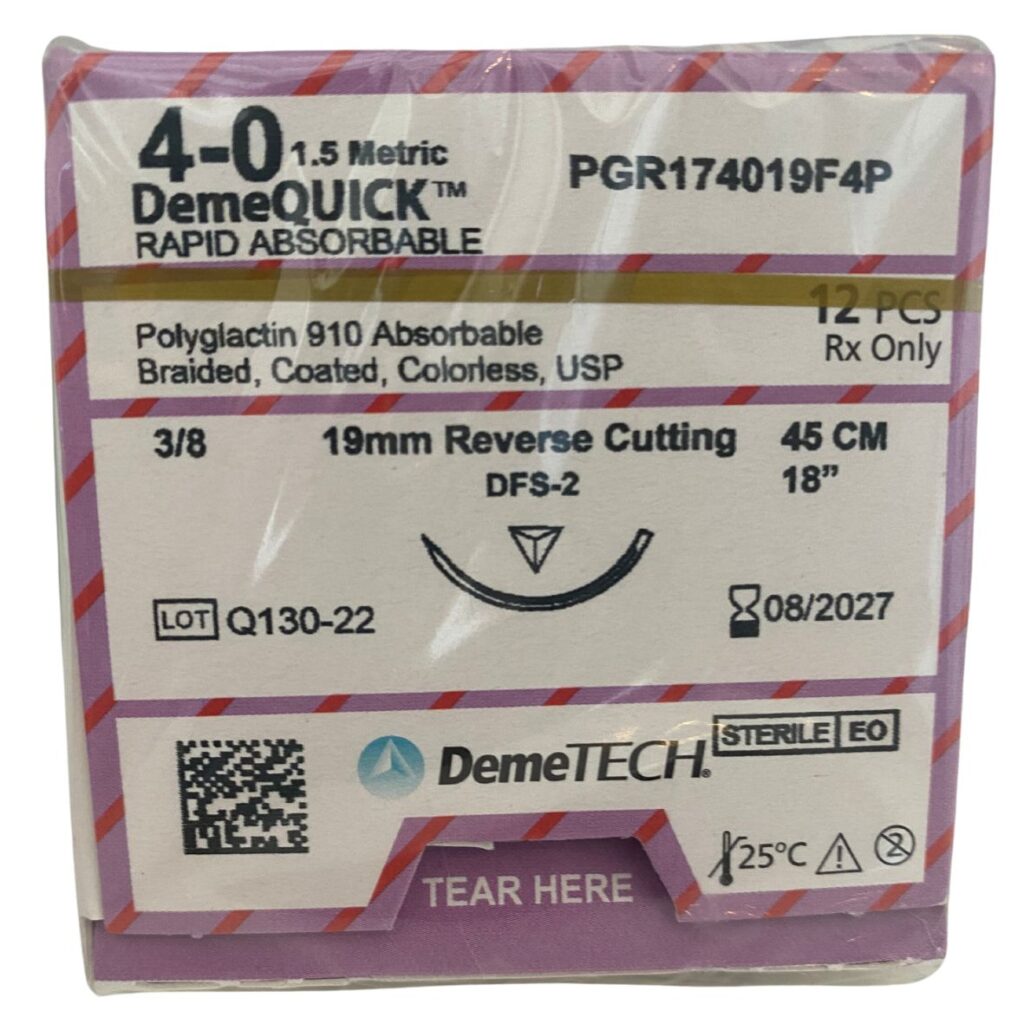 4-0 1.5 Metric
PGR174019F4P
DemeQUICK™
RAPID ABSORBABLE
12 PCS
Rx Only
Polyglactin 910 Absorbable
Braided, Coated, Colorless, USP
3/8 19mm Reverse Cutting 45 CM
DFS-2 18”
LOT Q130-22
08/2027
STERILE EO
DemeTECH®
25°C
2
TEAR HERE